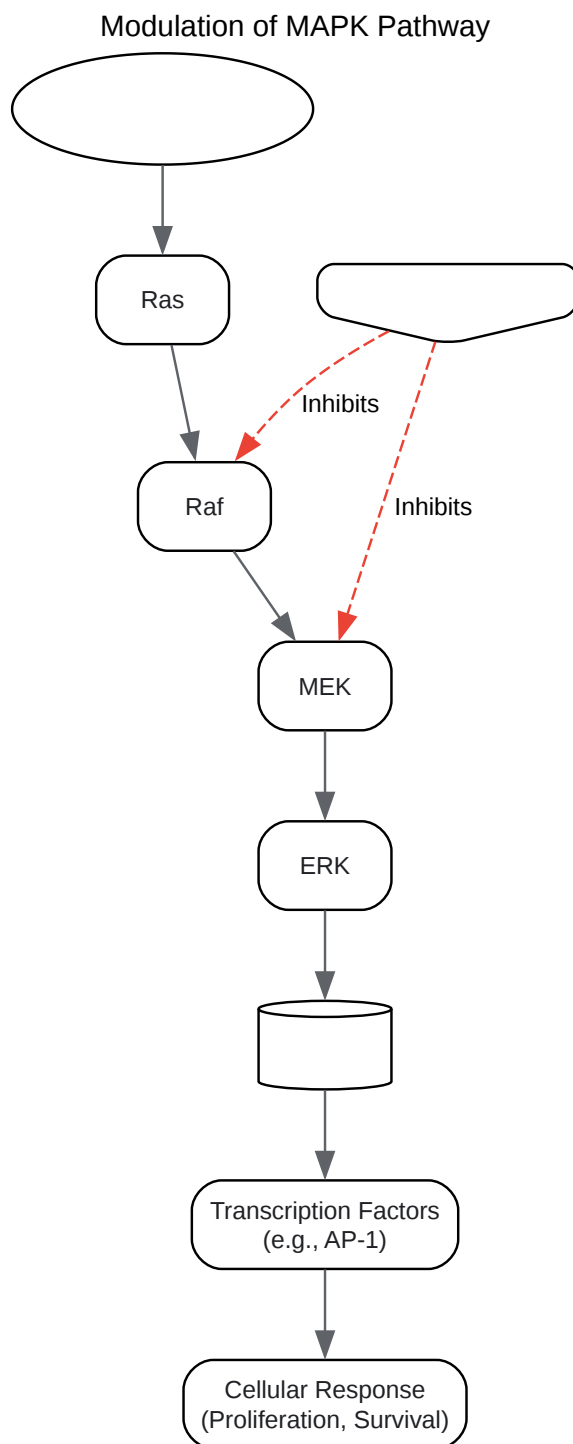 Modulation of MAPK Pathway
Ras
Inhibits
Raf
Inhibits
MEK
ERK
Transcription Factors
(e.g., AP-1)
Cellular Response
(Proliferation, Survival)